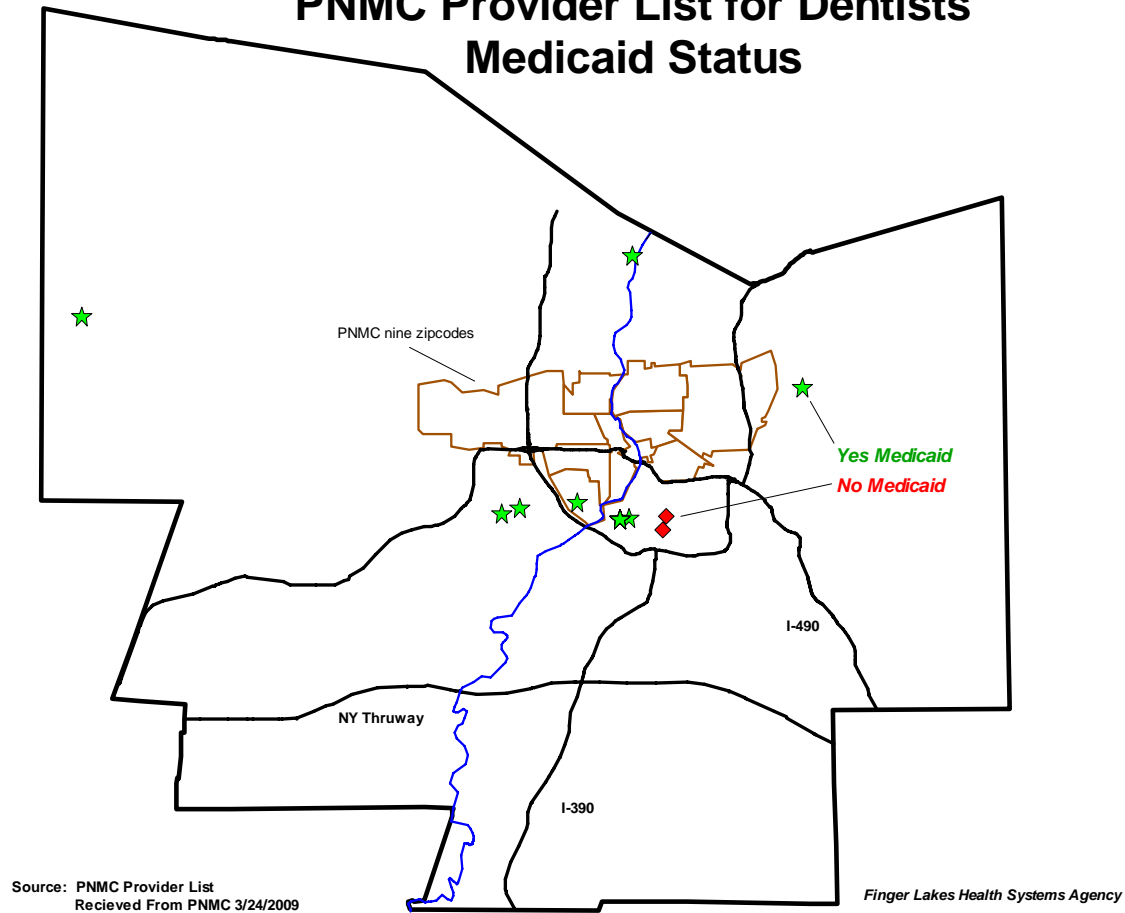 PNMC Provider List for Dentists
Medicaid Status
PNMC nine zipcodes
Yes Medicaid
No Medicaid
I-490
NY Thruway
I-390
Source: PNMC Provider List
Recieved From PNMC 3/24/2009
Finger Lakes Health Systems Agency